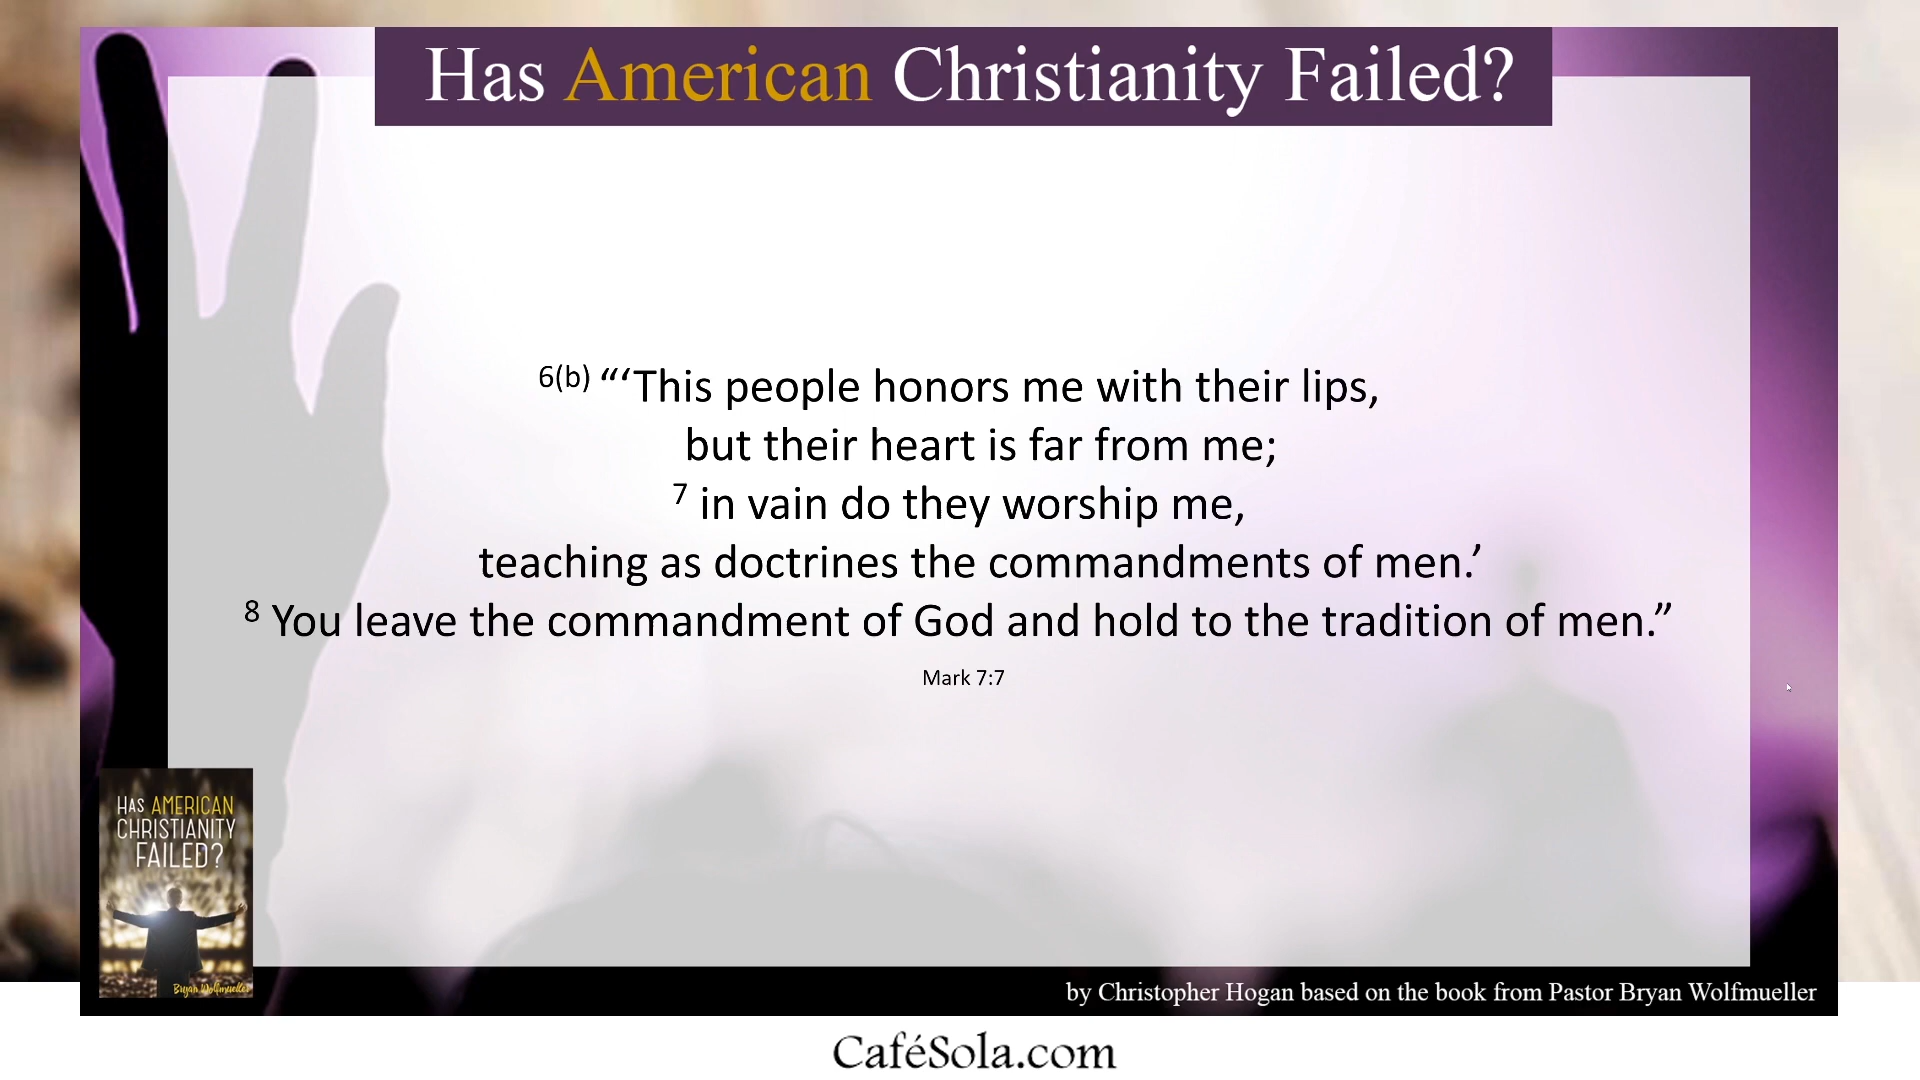 Has American Christianity Failed?
6(b) “‘This people honors me with their lips,
but their heart is far from me;
7 in vain do they worship me,
teaching as doctrines the commandments of men.’
8 You leave the commandment of God and hold to the tradition of men.”
Mark 7:7
HAS AMERICAN
CHRISTIANITY
FAILED?
Bryan Wolfmueller
by Christopher Hogan based on the book from Pastor Bryan Wolfmueller
CaféSola.com